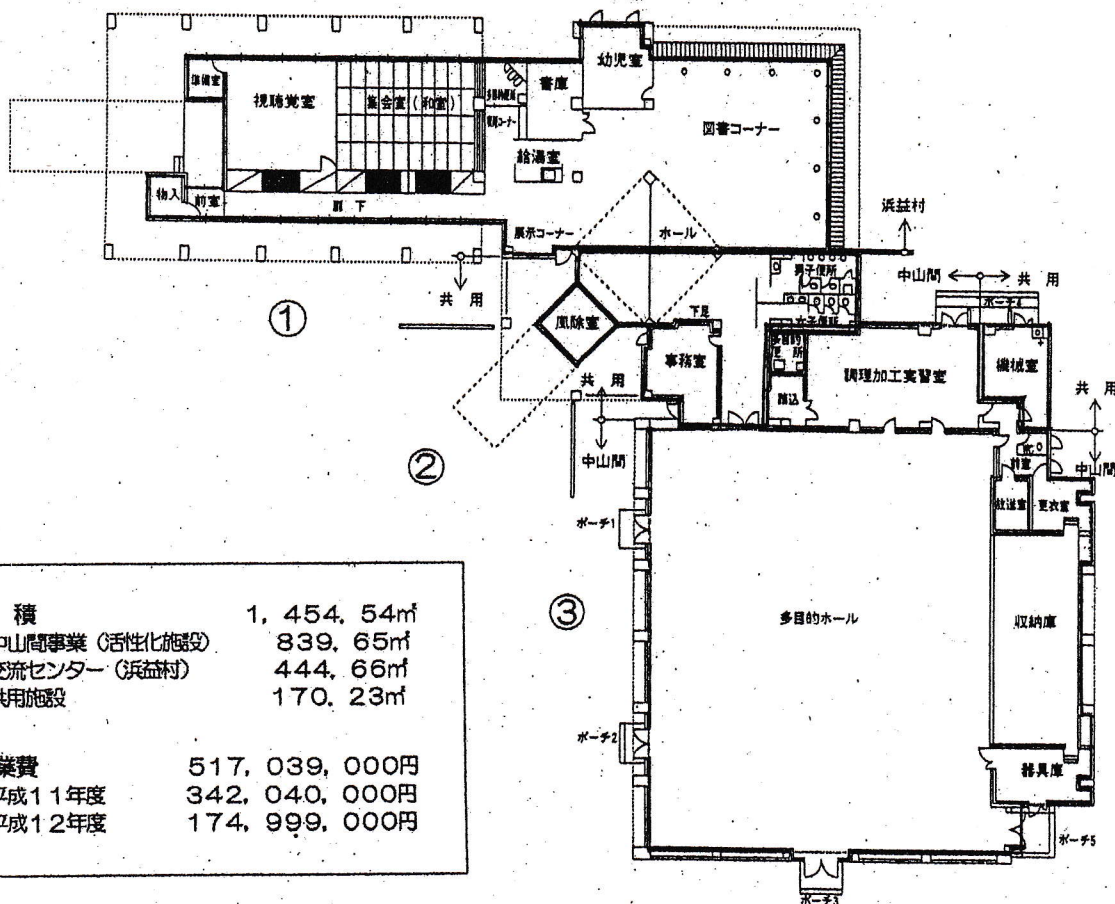 幼児室
準備室
視聴覚室
集会室(和室)
書庫
図書コーナー
給湯室
物入
前室
廊下
展示コーナー
ホール
浜益村
共用
中山間
共用
ポーチ4
男子便所
女子便所
①
風除室
下足
事務室
多目的便所
調理加工実習室
機械室
踏込
共用
中山間
共用
中山間
前室
放送室
更衣室
②
ポーチ1
③
多目的ホール
収納庫
ポーチ2
器具庫
ポーチ3
ポーチ5
積 1,454.54㎡
中山間事業(活性化施設) 839.65㎡
交流センター(浜益村) 444.66㎡
共用施設 170.23㎡
業費 517,039,000円
平成11年度 342,040,000円
平成12年度 174,999,000円